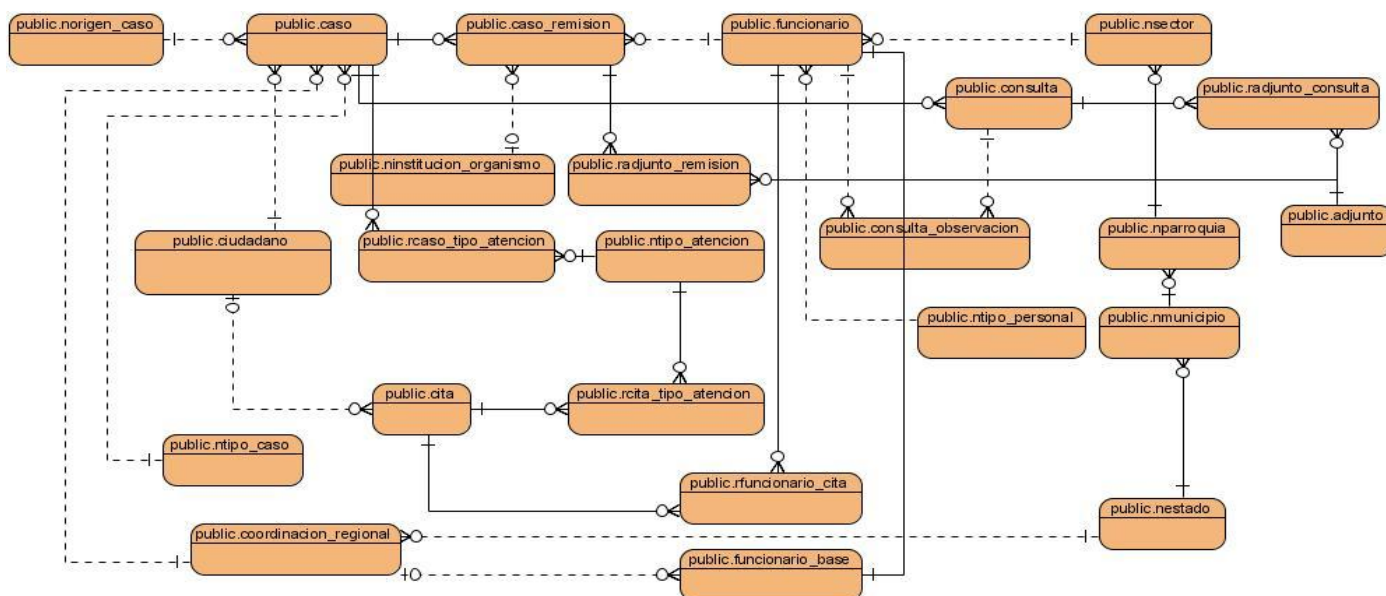 public.norigen_caso
public.caso
public.caso_remision
public.funcionario
public.nsector
public.consulta
public.radjunto_consulta
public.ninstitucion_organismo
public.radjunto_remision
public.adjunto
public.ciudadano
public.rcaso_tipo_atencion
public.ntipo_atencion
public.consulta_observacion
public.nparroquia
public.ntipo_personal
public.nmunicipio
public.cita
public.rcita_tipo_atencion
public.ntipo_caso
public.rfuncionario_cita
public.nestado
public.coordinacion_regional
public.funcionario_base